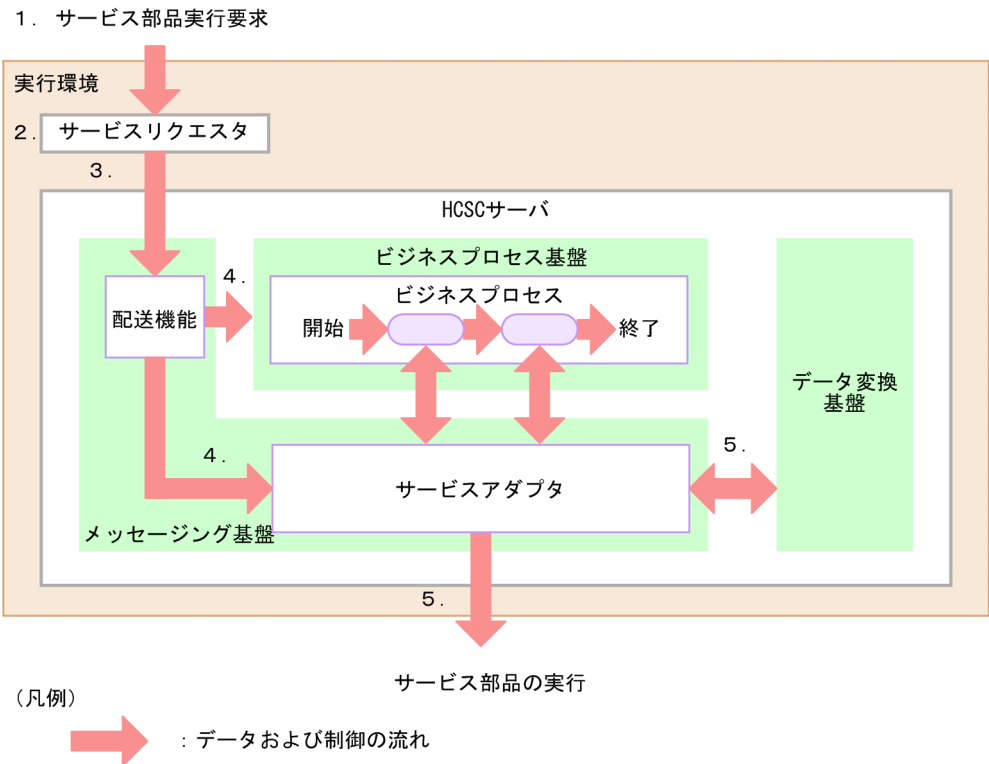 １． サービス部品実行要求
実行環境
２．
サービスリクエスタ
３．
HCSCサーバ
ビジネスプロセス基盤
４．
ビジネスプロセス
配送機能
開始
終了
データ変換
基盤
４．
５．
サービスアダプタ
メッセージング基盤
５．
サービス部品の実行
（凡例）
：データおよび制御の流れ